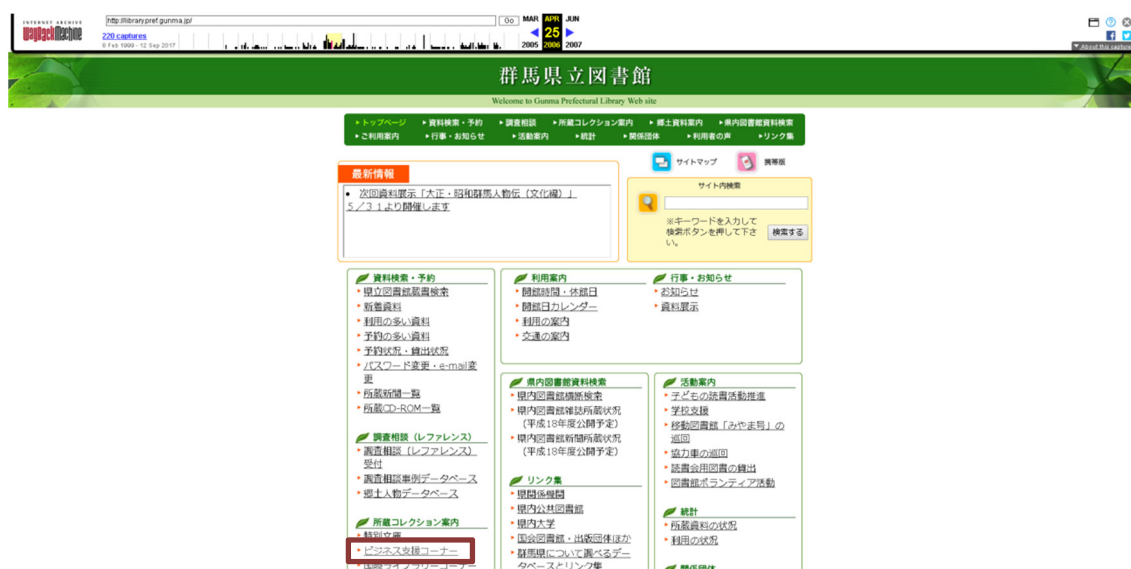 INTERNET ARCHIVE
WayBackMachine
http://library.pref.gunma.jp/
Go
MAR APR JUN
220 captures
25
6 Feb 1999 - 12 Sep 2017
2005 2006 2007
About this capture
群馬県立図書館
Welcome to Gunma Prefectural Library Web site
トップページ 資料検索・予約 調査相談 所蔵コレクション案内 郷土資料案内 県内図書館資料検索
ご利用案内 行事・お知らせ 活動案内 統計 関係団体 利用者の声 リンク集
サイトマップ 携帯版
最新情報
次回資料展示「大正・昭和群馬人物伝（文化編）」
５／３１より開催します
サイト内検索
※キーワードを入力して
検索ボタンを押して下さ
い。
検索する
資料検索・予約
県立図書館蔵書検索
新着資料
利用の多い資料
予約の多い資料
予約状況・貸出状況
パスワード変更・e-mail変
更
所蔵新聞一覧
所蔵CD-ROM一覧
調査相談（レファレンス）
調査相談（レファレンス）
受付
調査相談事例データベース
郷土人物データベース
所蔵コレクション案内
特別文庫
ビジネス支援コーナー
国際ライブラリーコーナー
利用案内
開館時間・休館日
開館日カレンダー
利用の案内
交通の案内
行事・お知らせ
お知らせ
資料展示
県内図書館資料検索
県内図書館横断検索
県内図書館雑誌所蔵状況
（平成18年度公開予定）
県内図書館新聞所蔵状況
（平成18年度公開予定）
リンク集
県関係機関
県内公共図書館
県内大学
国会図書館・出版団体ほか
群馬県について調べるデー
タベースとリンク集
活動案内
子どもの読書活動推進
学校支援
移動図書館「みやま号」の
巡回
協力車の巡回
読書会用図書の貸出
図書館ボランティア活動
統計
所蔵資料の状況
利用の状況
関係団体